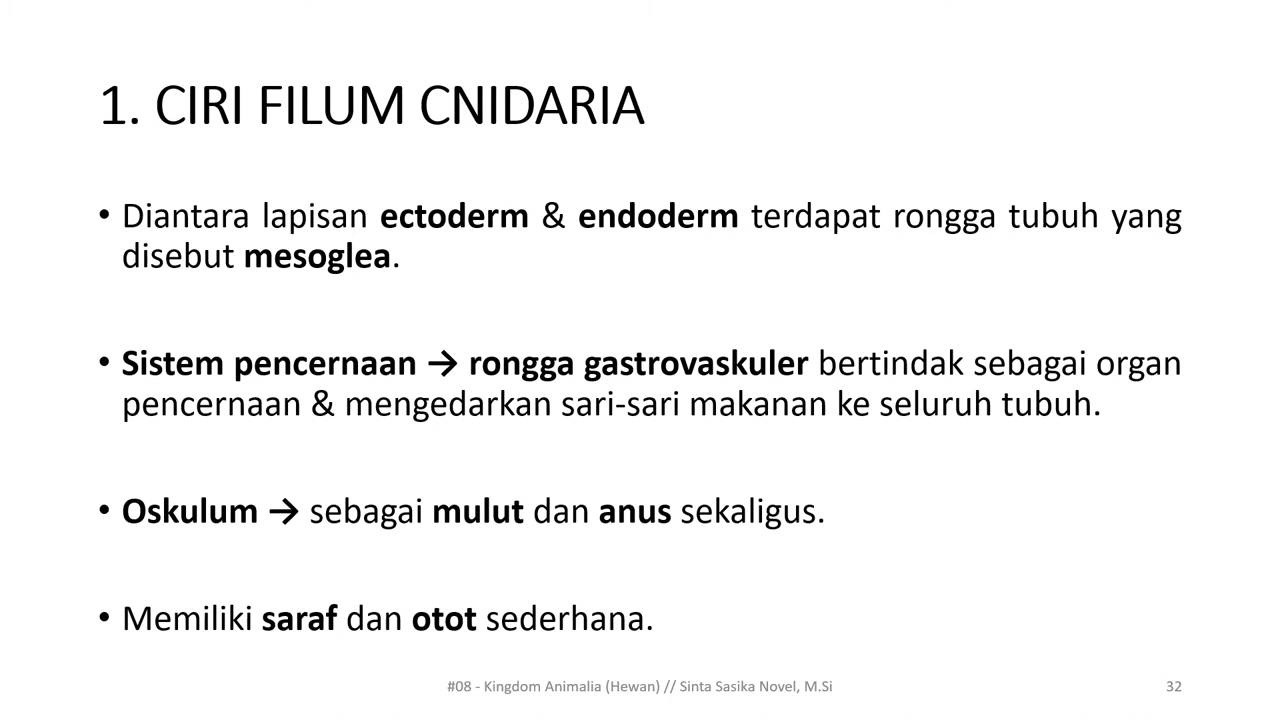 1. CIRI FILUM CNIDARIA
• Diantara lapisan ectoderm & endoderm terdapat rongga tubuh yang
disebut mesoglea.
• Sistem pencernaan → rongga gastrovaskuler bertindak sebagai organ
pencernaan & mengedarkan sari-sari makanan ke seluruh tubuh.
• Oskulum → sebagai mulut dan anus sekaligus.
• Memiliki saraf dan otot sederhana.
#08 - Kingdom Animalia (Hewan) // Sinta Sasika Novel, M.Si
32